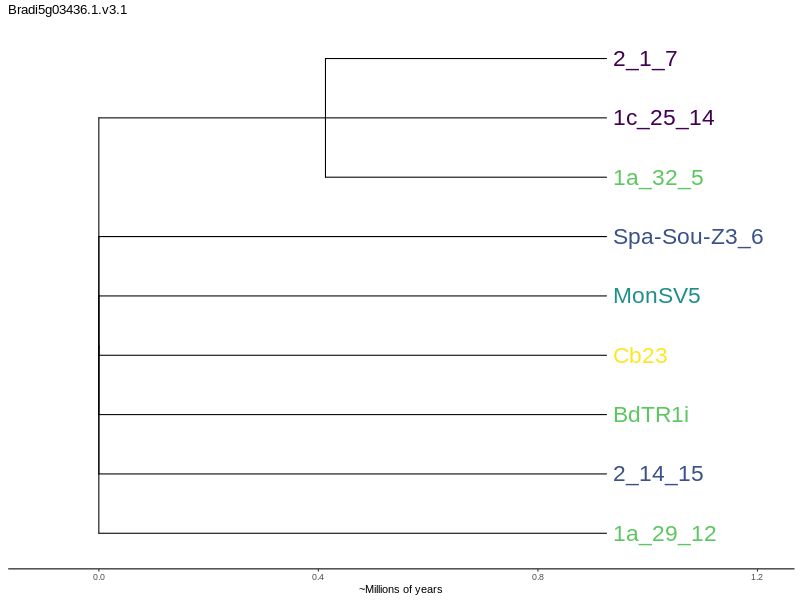 Bradi5g03436.1.v3.1
2_1_7
1c_25_14
1a_32_5
Spa-Sou-Z3_6
MonSV5
Cb23
BdTR1i
2_14_15
1a_29_12
0.0 0.4 0.8 1.2
~Millions of years